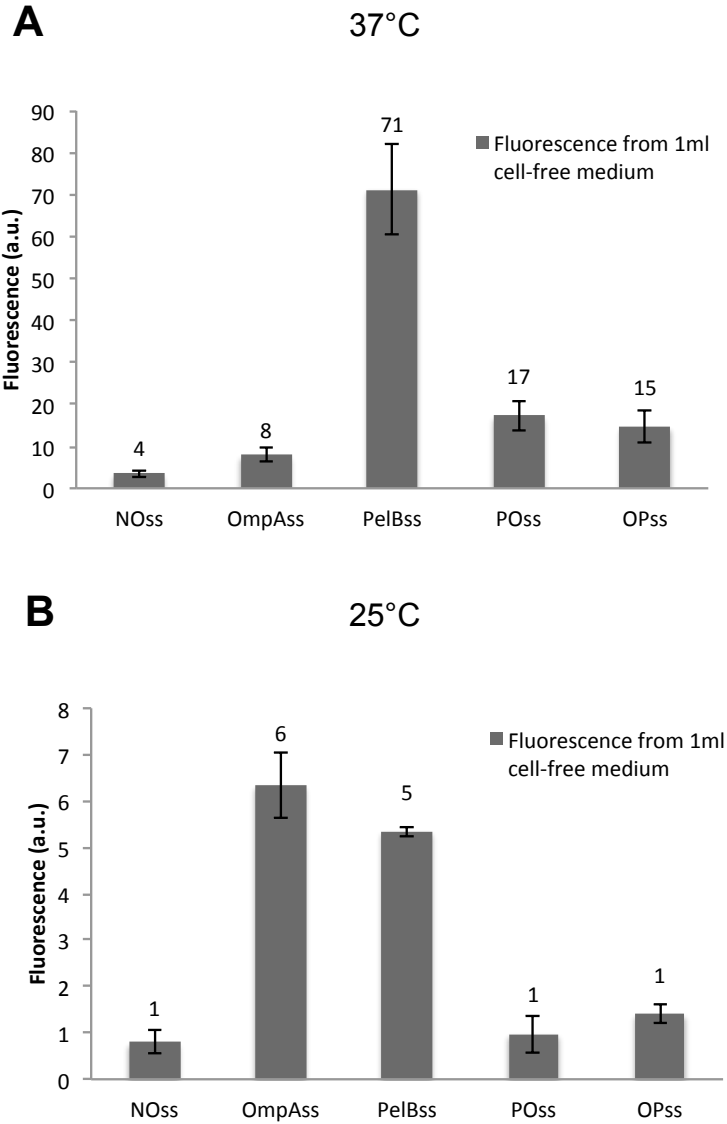 A
37°C
90
80
70
60
50
40
30
20
10
0
Fluorescence (a.u.)
71
4
8
17
15
Fluorescence from 1ml
cell-free medium
NOss OmpAss PelBss POss OPss
B
25°C
8
7
6
5
4
3
2
1
0
Fluorescence (a.u.)
1
6
5
1
1
Fluorescence from 1ml
cell-free medium
NOss OmpAss PelBss POss OPss